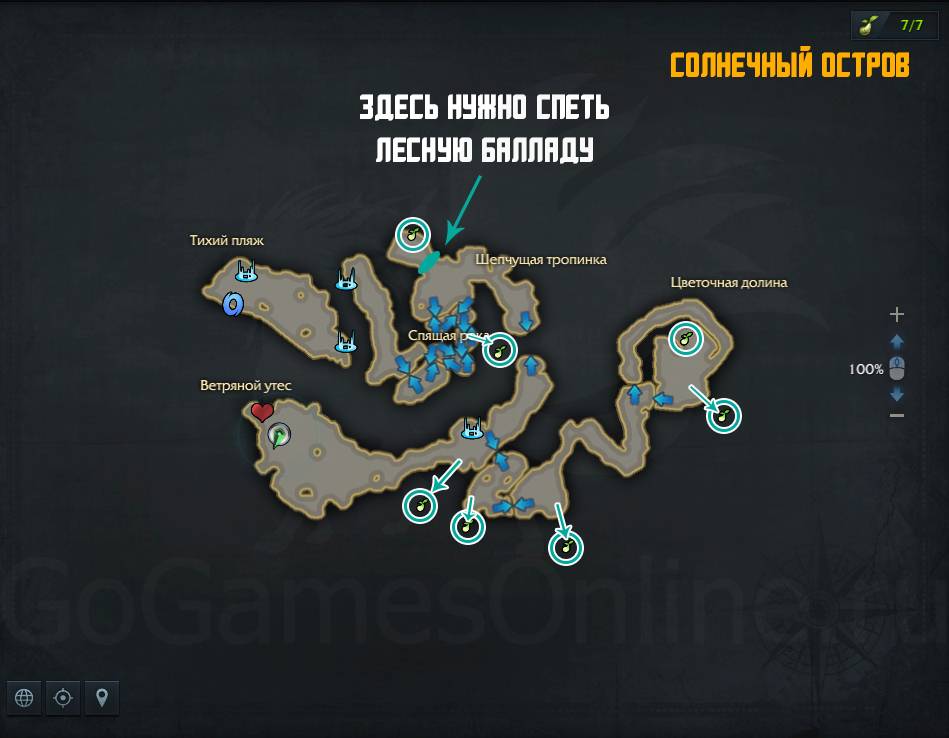 7/7
СОЛНЕЧНЫЙ ОСТРОВ
ЗДЕСЬ НУЖНО СПЕТЬ
ЛЕСНУЮ БАЛЛАДУ
Тихий пляж
Шепчущая тропинка
Цветочная долина
Спящая река
100%
Ветряной утес
GoGamesOnline.ru